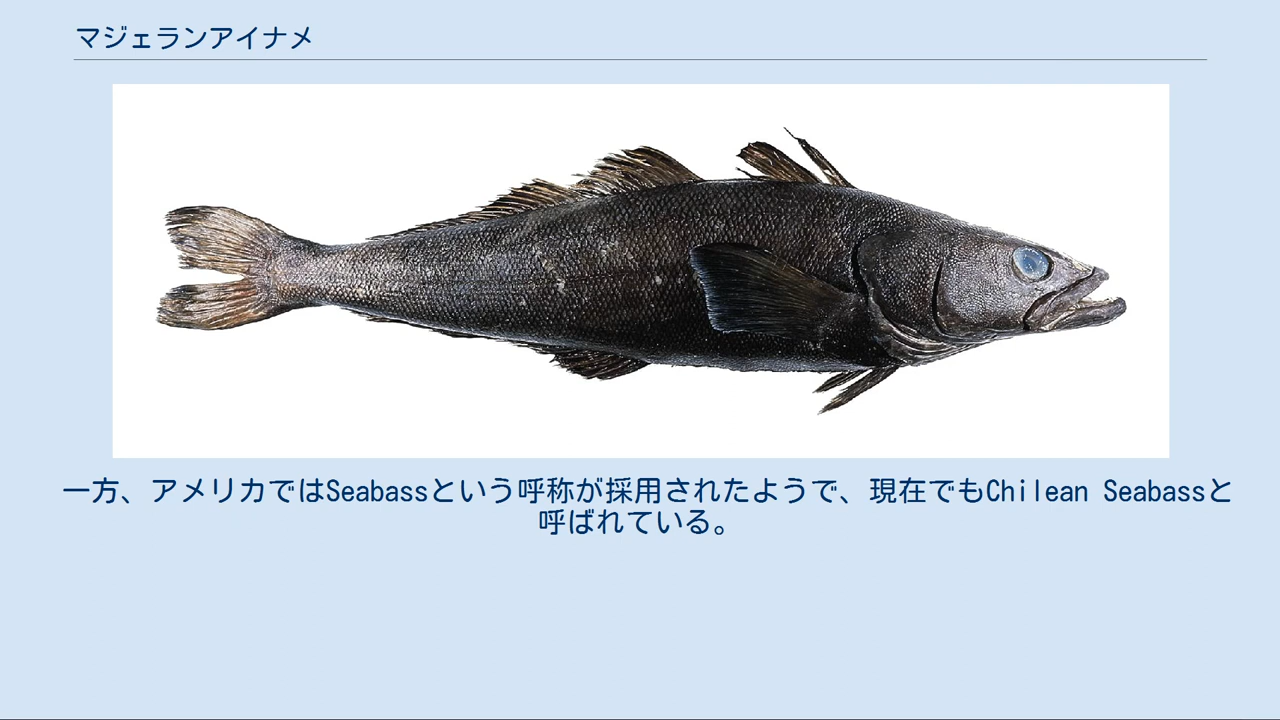 マジェランアイナメ
一方、アメリカではSeabassという呼称が採用されたようで、現在でもChilean Seabassと
呼ばれている。